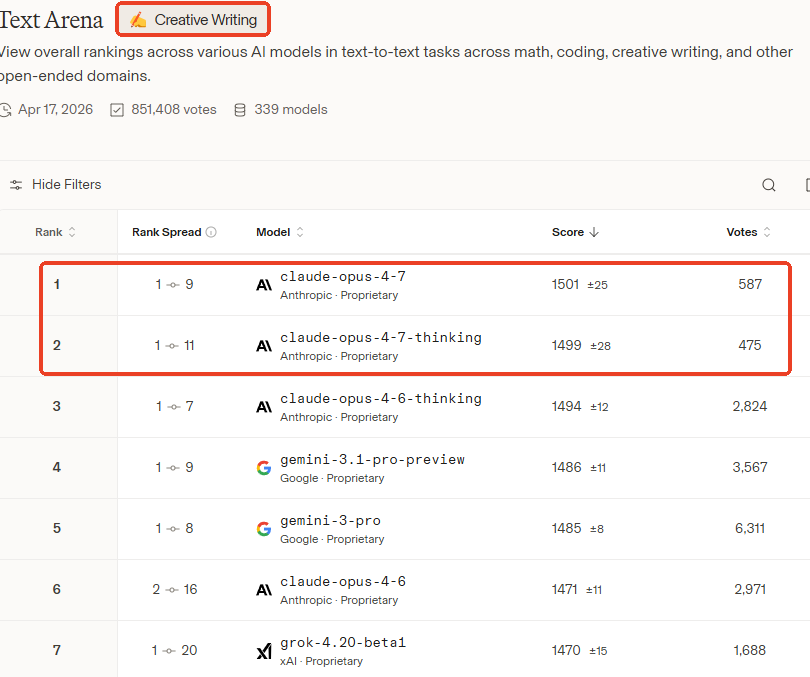 Text Arena ✍️ Creative Writing
View overall rankings across various AI models in text-to-text tasks across math, coding, creative writing, and other
open-ended domains.
Apr 17, 2026 851,408 votes 339 models
Hide Filters
Rank Rank Spread Model Score Votes
1 1 9 claude-opus-4-7 1501 ±25 587
Anthropic · Proprietary
2 1 11 claude-opus-4-7-thinking 1499 ±28 475
Anthropic · Proprietary
3 1 7 claude-opus-4-6-thinking 1494 ±12 2,824
Anthropic · Proprietary
4 1 9 gemini-3.1-pro-preview 1486 ±11 3,567
Google · Proprietary
5 1 8 gemini-3-pro 1485 ±8 6,311
Google · Proprietary
6 2 16 claude-opus-4-6 1471 ±11 2,971
Anthropic · Proprietary
7 1 20 grok-4.20-beta1 1470 ±15 1,688
xAI · Proprietary